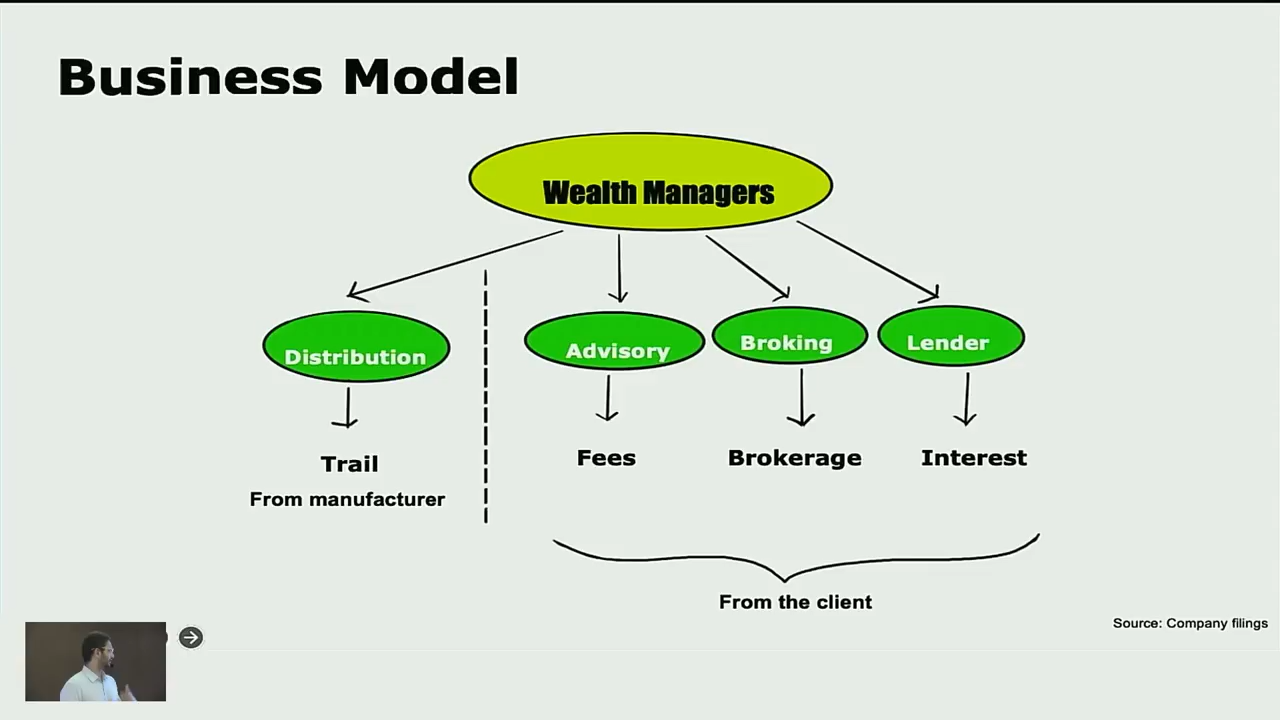 Business Model
Wealth Managers
Distribution
Advisory
Broking
Lender
Trail
From manufacturer
Fees
Brokerage
Interest
From the client
Source: Company filings